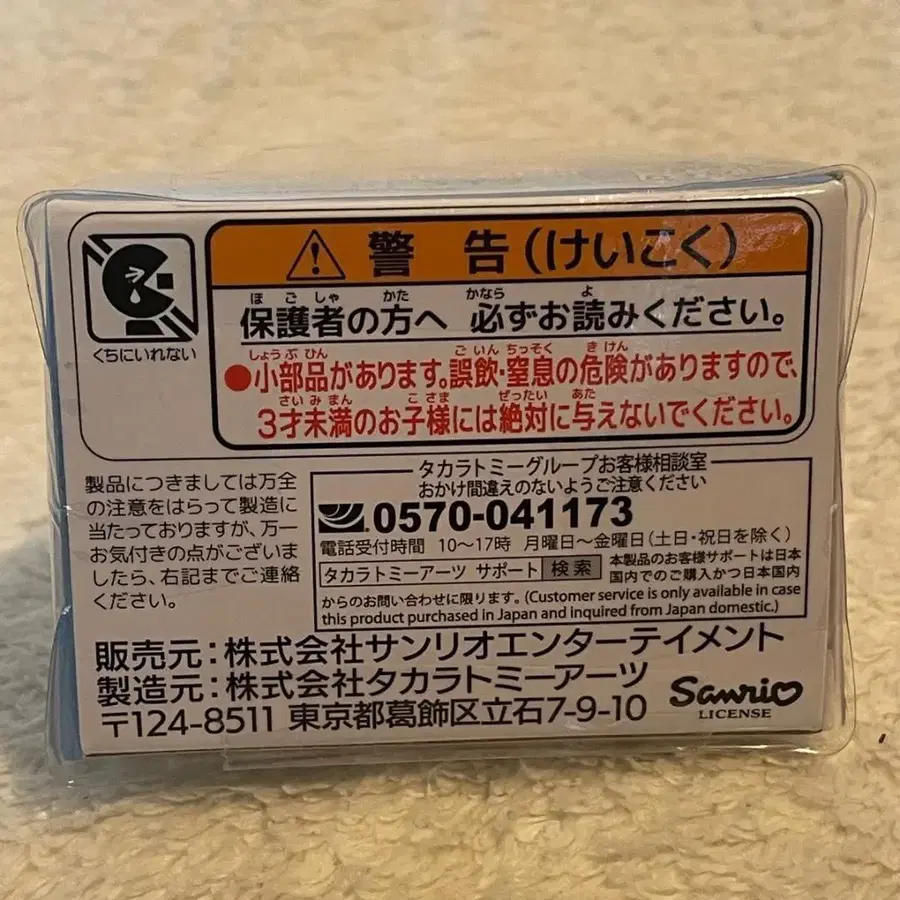 警 告(けいこく)
くちにいれない
ほ ご しゃ かた かなら よ
保護者の方へ 必ずお読みください。
しょう ぶ ひん ご いん ちっそく き けん
●小部品があります。誤飲・窒息の危険がありますので、
さい み まん こ さま ぜったい あた
3才未満のお子様には絶対に与えないでください。
製品につきましては万全
の注意をはらって製造に
当たっておりますが、万一
お気付きの点がございま
したら、右記までご連絡
ください。
タカラトミーグループお客様相談室
おかけ間違えのないようご注意ください
0570-041173
電話受付時間 10〜17時 月曜日〜金曜日(土日・祝日を除く)
タカラトミーアーツ サポート 検索
本製品のお客様サポートは日本
国内でのご購入かつ日本国内
からのお問い合わせに限ります。(Customer service is only available in case
this product purchased in Japan and inquired from Japan domestic.)
販売元:株式会社サンリオエンターテイメント
製造元:株式会社タカラトミーアーツ
〒124-8511 東京都葛飾区立石7-9-10
Sanrio
LICENSE